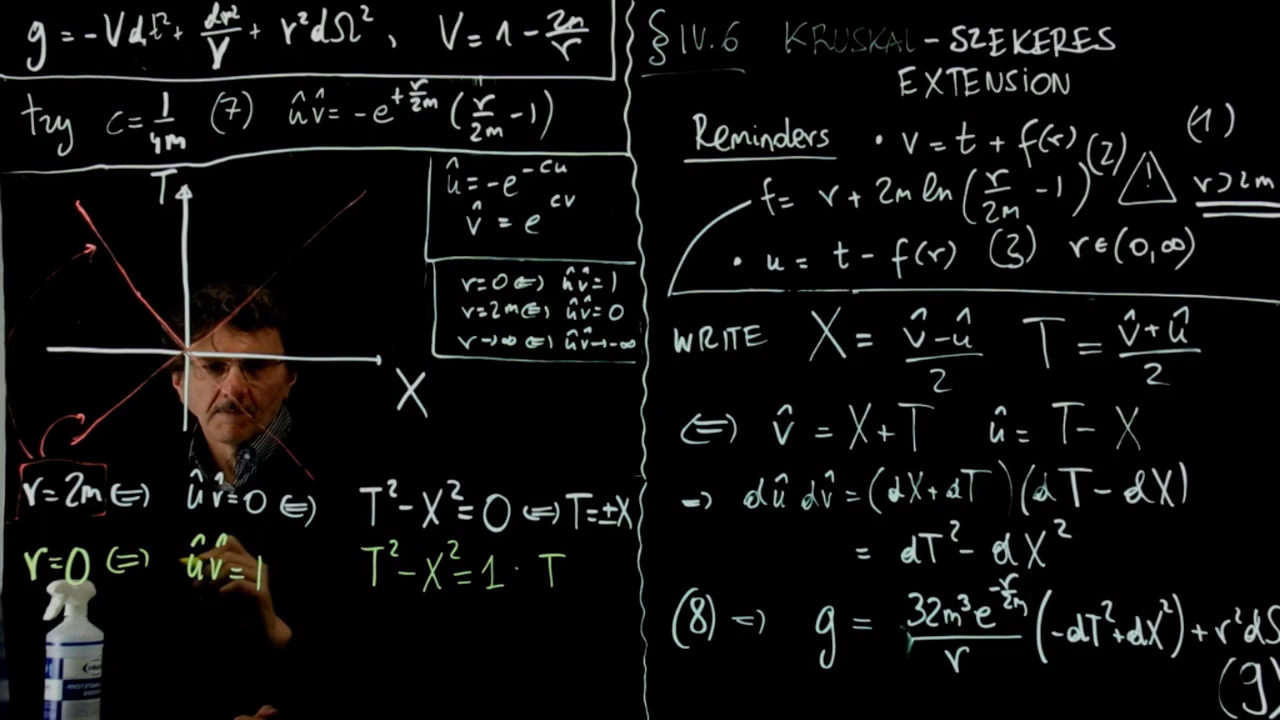 g = -Vdt² + dr²/V + r²dΩ², V = 1 - 2m/r
try c = 1/4m (7) ûv̂ = -e^{+r/2m} (r/2m - 1)
T
X
û = -e^{-cu}
v̂ = e^{cv}
r = 0 ⇔ ûv̂ = 1
r = 2m ⇔ ûv̂ = 0
r → ∞ ⇔ ûv̂ → -∞
r = 2m ⇔ ûv̂ = 0 ⇔ T² - X² = 0 ⇔ T = ±X
r = 0 ⇔ ûv̂ = 1 T² - X² = 1 · T
§ IV.6 KRUSKAL-SZEKERES
EXTENSION
Reminders • v = t + f(r) (1)
f = r + 2m ln (r/2m - 1) (2) ! r > 2m
• u = t - f(r) (3) r ∈ (0, ∞)
WRITE X = (v̂ - û)/2 T = (v̂ + û)/2
⇔ v̂ = X + T û = T - X
⇒ dû dv̂ = (dX + dT)(dT - dX)
= dT² - dX²
(8) ⇒ g = 32m³e^{-r/2m}/r (-dT² + dX²) + r²d
(9)